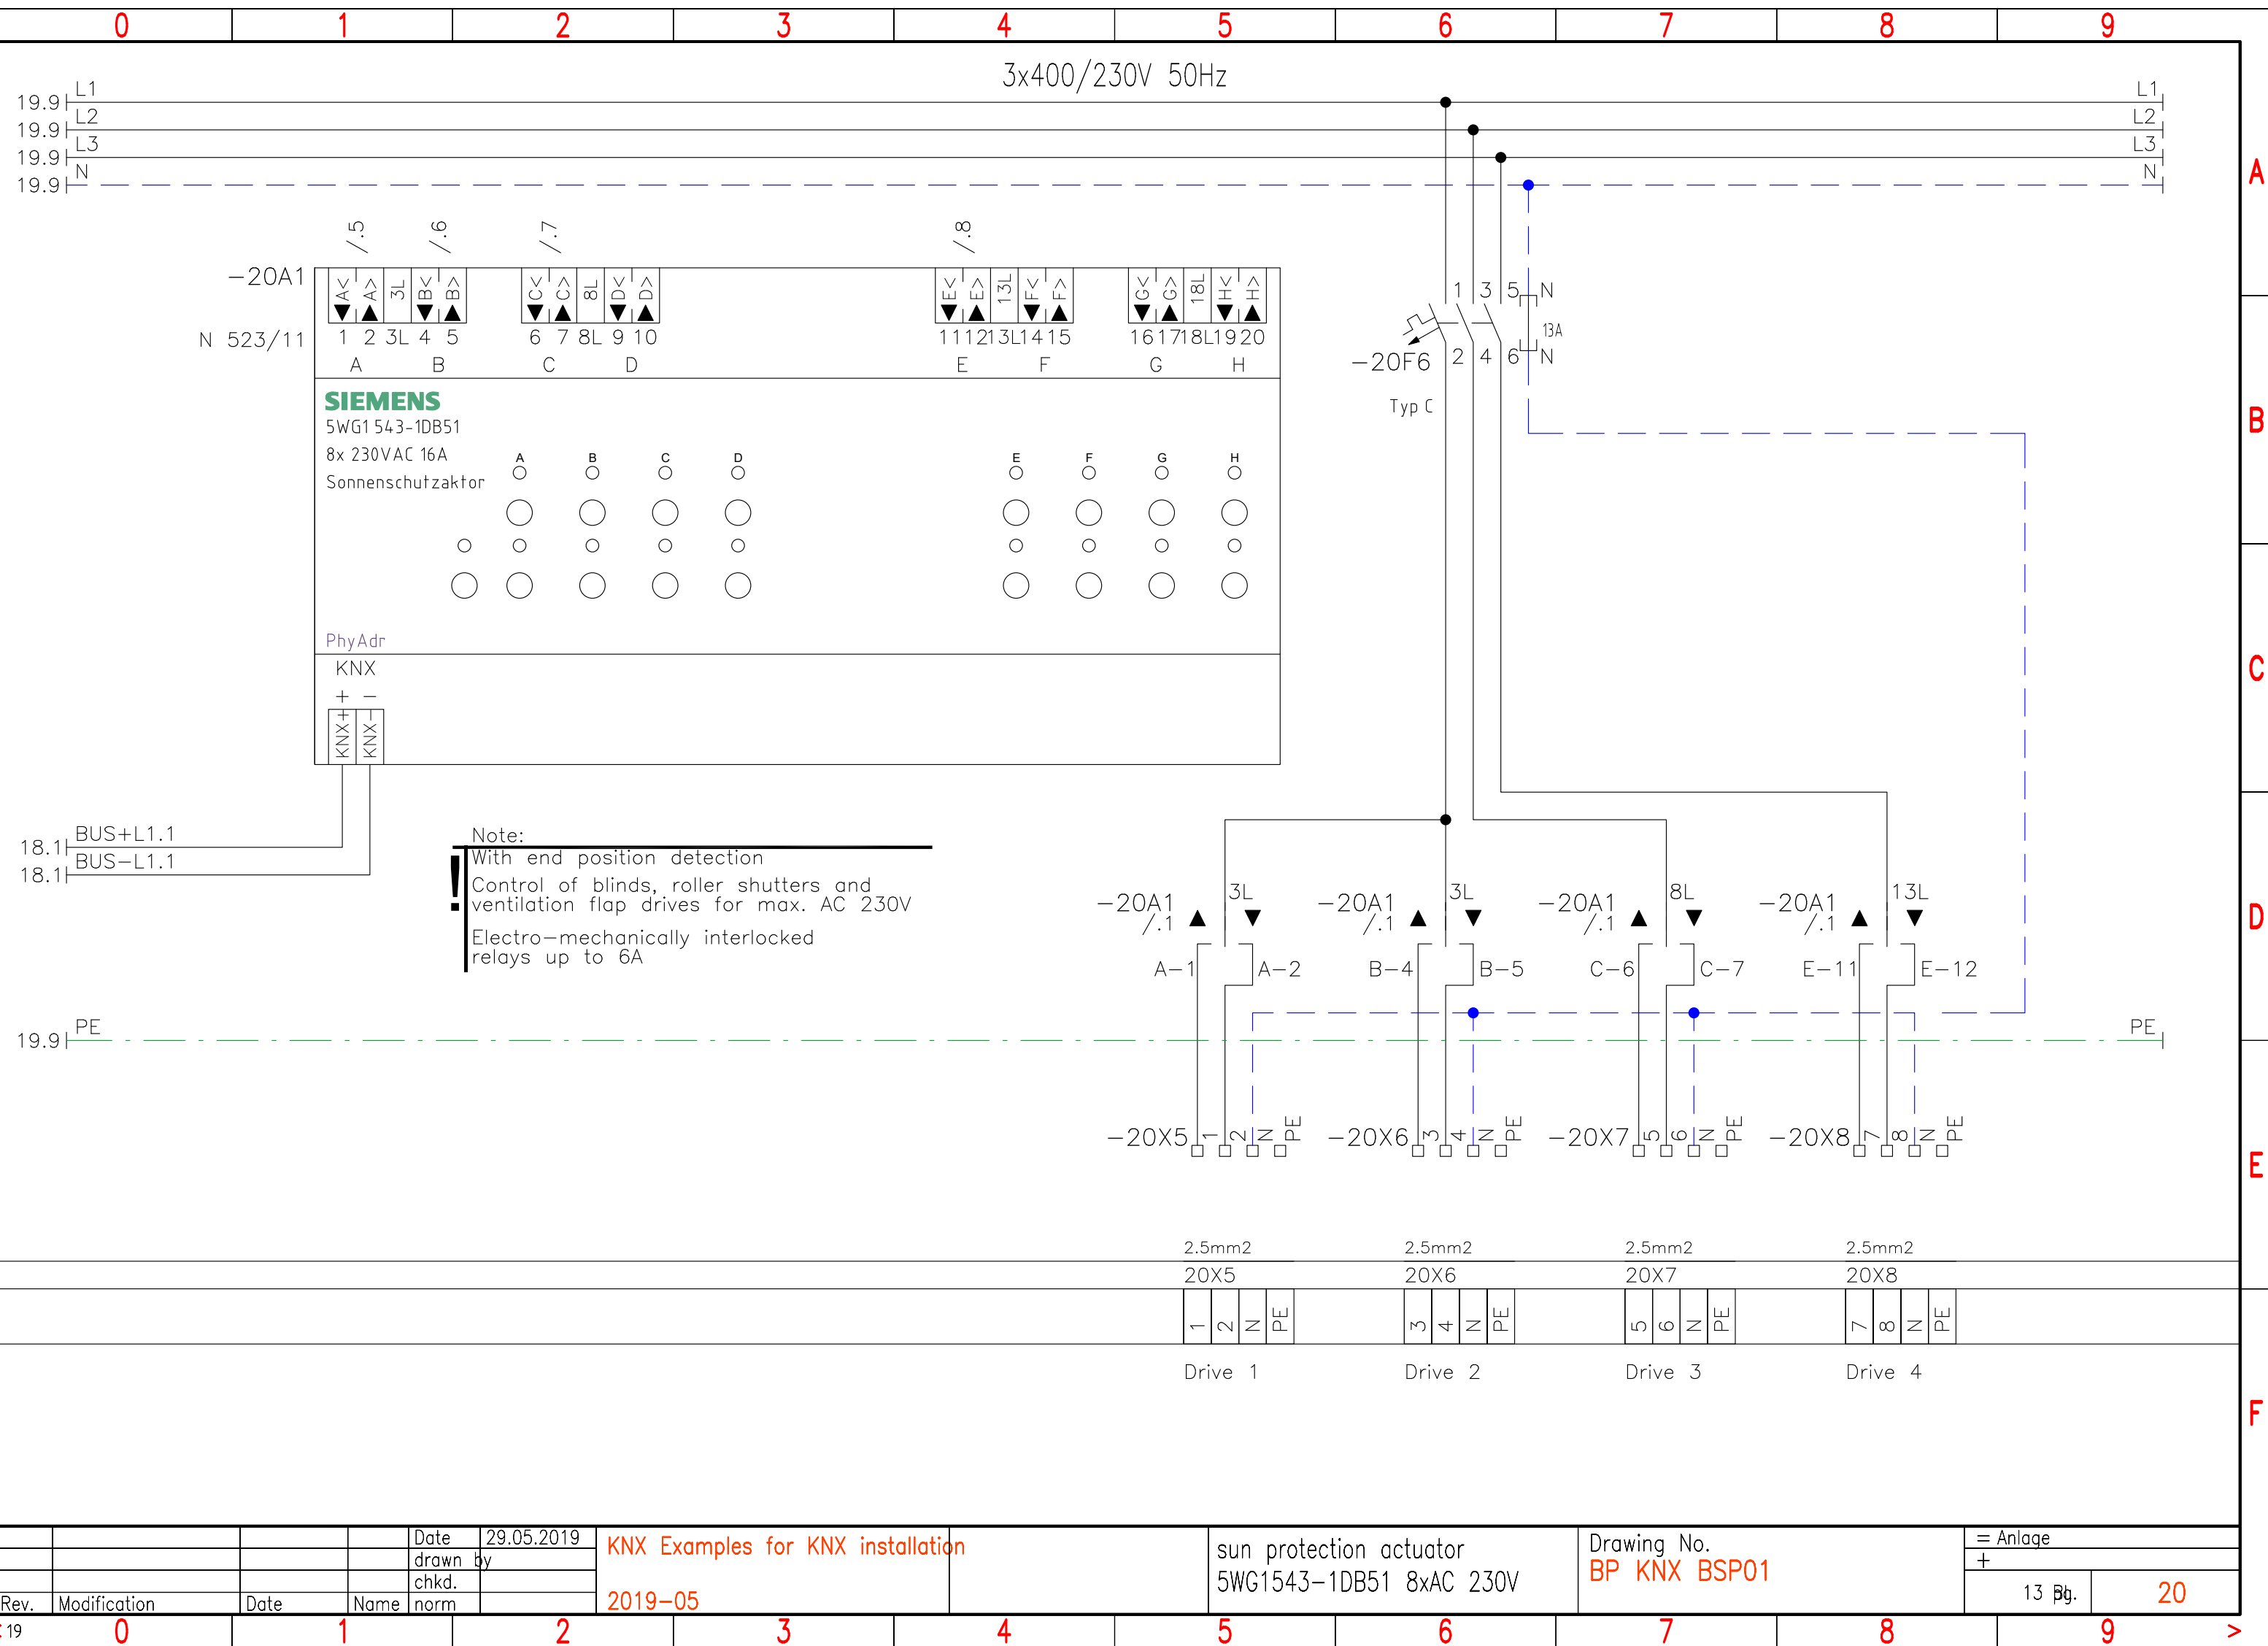 0 1 2 3 4 5 6 7 8 9
3x400/230V 50Hz
19.9 L1 L1
19.9 L2 L2
19.9 L3 L3
19.9 N N
A
/.5 /.6 /.7 /.8
-20A1
A< A> 3L B< B> C< C> 8L D< D> E< E> 13L F< F> G< G> 18L H< H>
N 523/11
1 2 3L 4 5 6 7 8L 9 10 11 12 13L 14 15 16 17 18L 19 20
A B C D E F G H
1 3 5 N
13A
-20F6 2 4 6 N
Typ C
B
SIEMENS
5WG1 543-1DB51
8x 230VAC 16A
Sonnenschutzaktor
A B C D E F G H
PhyAdr
KNX
+ -
KNX+ KNX-
C
18.1 BUS+L1.1
18.1 BUS-L1.1
Note:
!
With end position detection
Control of blinds, roller shutters and
ventilation flap drives for max. AC 230V
Electro-mechanically interlocked
relays up to 6A
-20A1 3L -20A1 3L -20A1 8L -20A1 13L
/.1 /.1 /.1 /.1
D
A-1 A-2 B-4 B-5 C-6 C-7 E-11 E-12
19.9 PE PE
-20X5 1 2 N PE -20X6 3 4 N PE -20X7 5 6 N PE -20X8 7 8 N PE
E
2.5mm2 2.5mm2 2.5mm2 2.5mm2
20X5 20X6 20X7 20X8
1 2 N PE 3 4 N PE 5 6 N PE 7 8 N PE
Drive 1 Drive 2 Drive 3 Drive 4
F
Date 29.05.2019
drawn by
chkd.
Rev. Modification Date Name norm
KNX Examples for KNX installation
2019-05
sun protection actuator
5WG1543-1DB51 8xAC 230V
Drawing No.
BP KNX BSP01
= Anlage
+
13 20
19 0 1 2 3 4 5 6 7 8 9 >